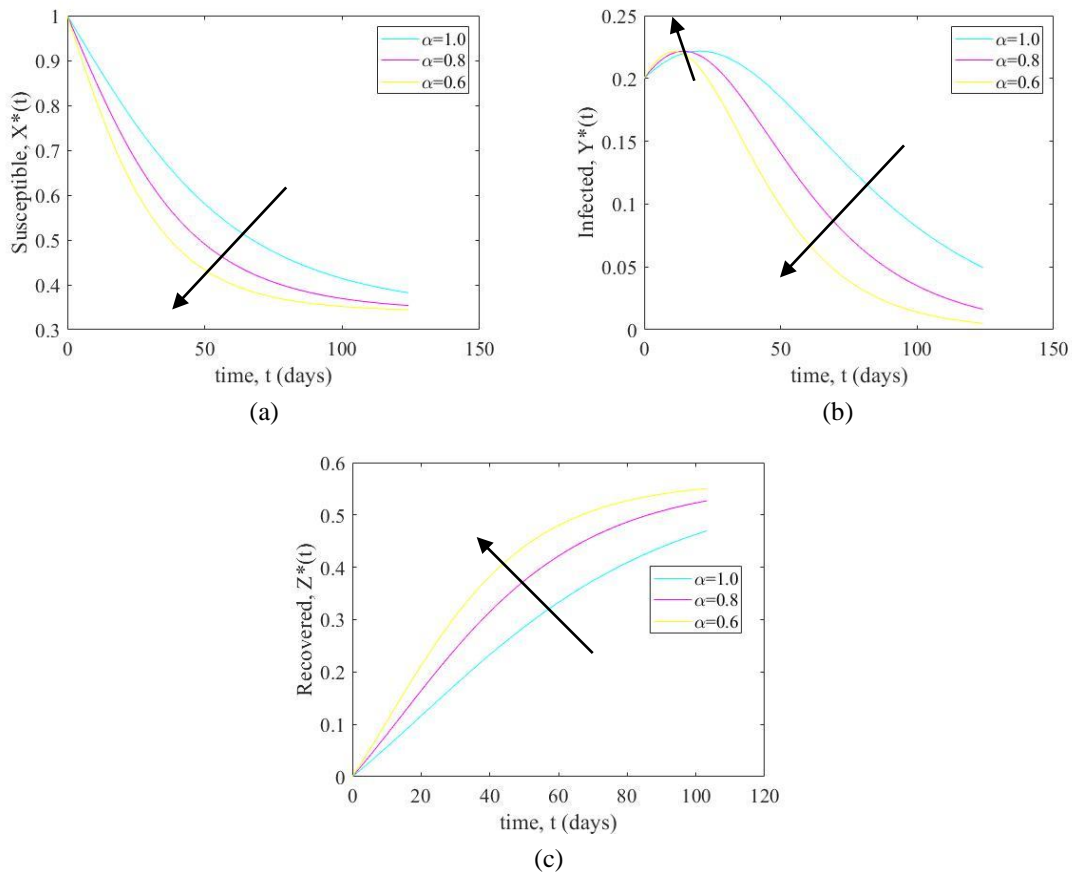 1
0.9
0.8
0.7
0.6
0.5
0.4
0.3
0
50
100
150
Susceptible, X*(t)
time, t (days)
α=1.0
α=0.8
α=0.6
(a)
0.25
0.2
0.15
0.1
0.05
0
0
50
100
150
Infected, Y*(t)
time, t (days)
α=1.0
α=0.8
α=0.6
(b)
0.6
0.5
0.4
0.3
0.2
0.1
0
0
20
40
60
80
100
120
Recovered, Z*(t)
time, t (days)
α=1.0
α=0.8
α=0.6
(c)